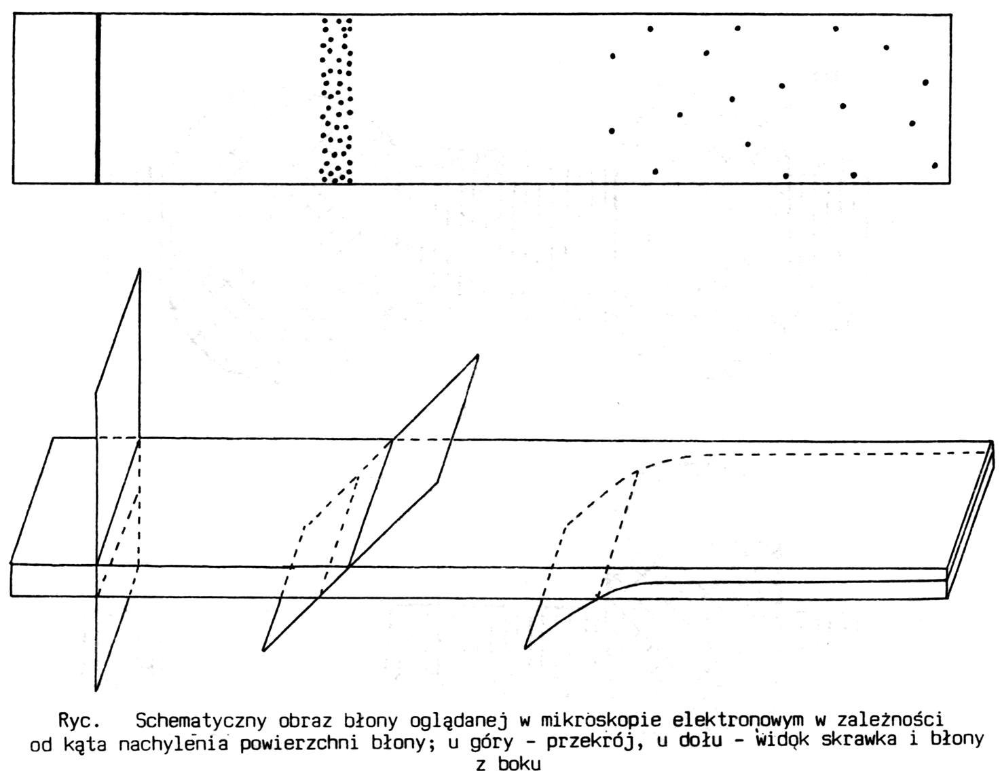 Ryc. Schematyczny obraz błony oglądanej w mikroskopie elektronowym w zależności
od kąta nachylenia powierzchni błony; u góry - przekrój, u dołu - widok skrawka i błony
z boku